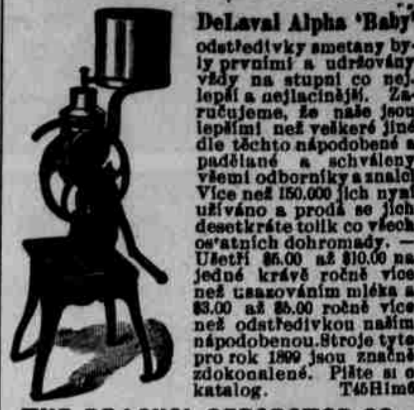 DeLaval Alpha 'Baby'
odstředivky smetany by-
ly prvními a udržovány
vždy na stupni co nej
lepší a nejlacinější. Za-
ručujeme, že naše jsou
lepšími než veškeré jiné
dle těchto nápodobené a
padělané a schváleny
všemi odborníky a znalci
Více než 150.000 jich nyní
užíváno a prodá se jich
desetkráte tolik co všech
ostatních dohromady. —
Ušetří $5.00 až $10.00 na
jedné krávě ročně více
než usazováním mléka a
$3.00 až $5.00 ročně více
než odstředivkou naším
nápodobenou. Stroje tyto
pro rok 1899 jsou značně
zdokonalené. Pište si o
katalog. T45H1m6